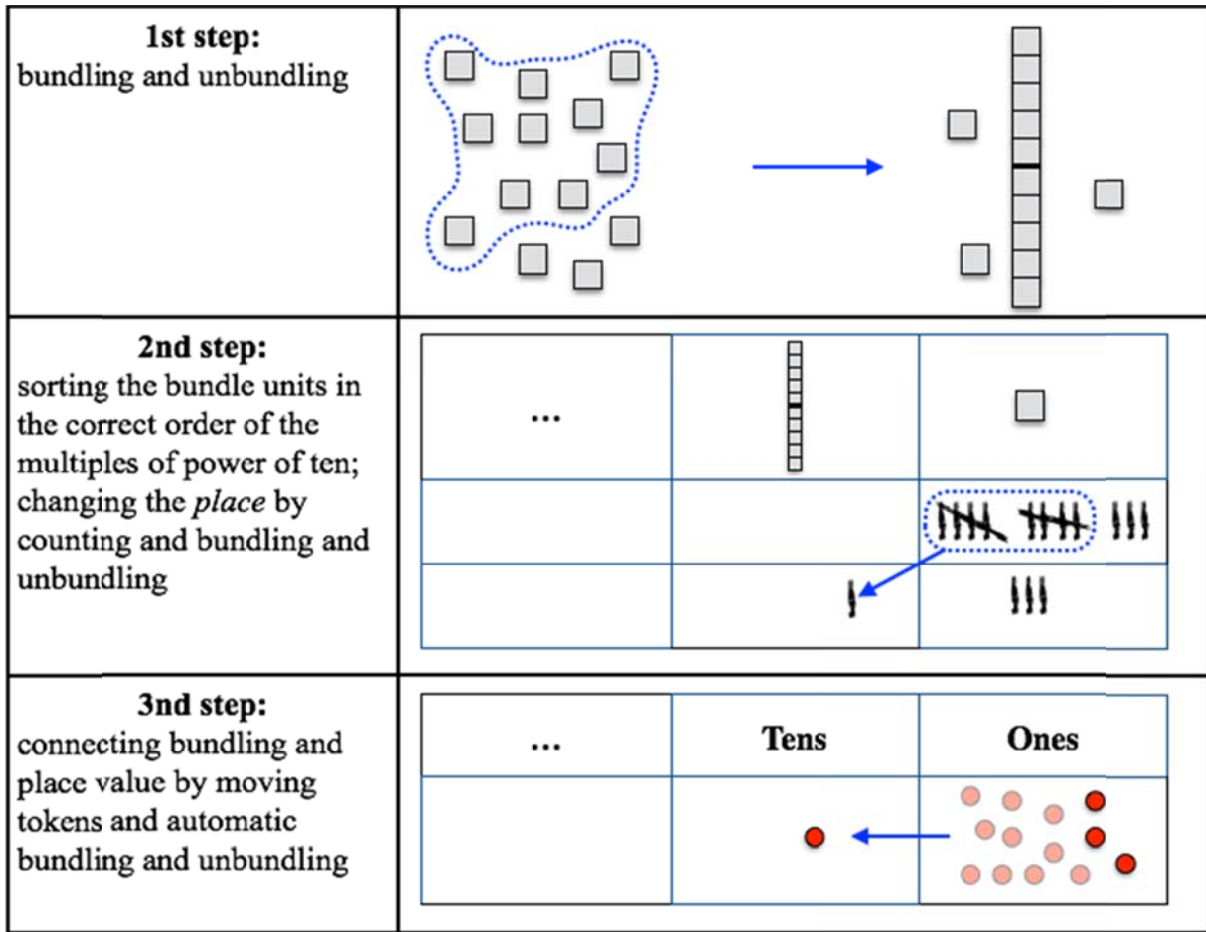 1st step:
bundling and unbundling
2nd step:
sorting the bundle units in
the correct order of the
multiples of power of ten;
changing the place by
counting and bundling and
unbundling
...
3nd step:
connecting bundling and
place value by moving
tokens and automatic
bundling and unbundling
...
Tens
Ones